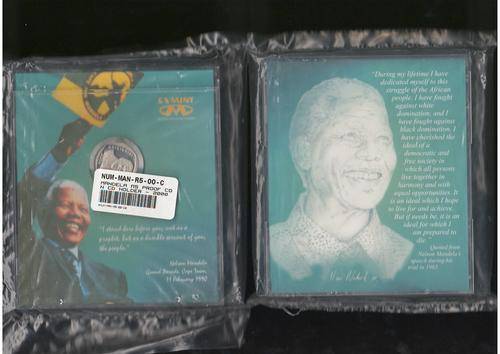 SA MINT
NUM-MAN-R5-00-C
MANDELA R5 PROOF CO
N CD HOLDER - 2000
"I stand here before you, not as a
prophet, but as a humble servant of you,
the people."
Nelson Mandela
Grand Parade, Cape Town,
11 February 1990
"During my lifetime I have
dedicated myself to this
struggle of the African
people. I have fought
against white
domination, and I
have fought against
black domination. I
have cherished the
ideal of a
democratic and
free society in
which all persons
live together in
harmony and with
equal opportunities. It
is an ideal which I hope
to live for and achieve.
But if needs be, it is an
ideal for which I
am prepared to
die."
Quoted from
Nelson Mandela's
speech during his
trial in 1963